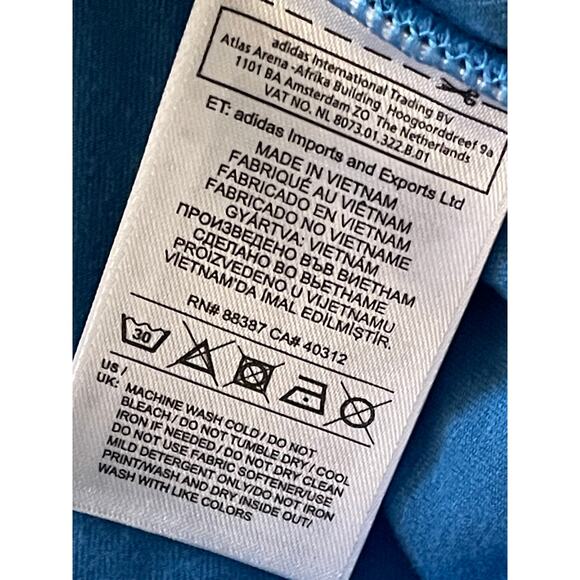 adidas International Trading BV
Atlas Arena -Afrika Building  Hoogoorddreef 9a
1101 BA Amsterdam ZO  The Netherlands
VAT NO. NL 8073.01.322.B.01
ET: adidas Imports and Exports Ltd
MADE IN VIETNAM
FABRIQUÉ AU VIÊTNAM
FABRICADO EN VIETNAM
FABRICADO NO VIETNAME
GYÁRTVA: VIETNÁM
ПРОИЗВЕДЕНО ВЪВ ВИЕТНАМ
СДЕЛАНО ВО ВЬЕТНАМЕ
PROIZVEDENO U VIJETNAMU
VİETNAM'DA IMAL EDİLMİŞTİR.
RN# 88387 CA# 40312
30
US /
UK: MACHINE WASH COLD / DO NOT
BLEACH / DO NOT TUMBLE DRY / COOL
IRON IF NEEDED / DO NOT DRY CLEAN
DO NOT USE FABRIC SOFTENER/USE
MILD DETERGENT ONLY/DO NOT IRON
PRINT/WASH AND DRY INSIDE OUT/
WASH WITH LIKE COLORS